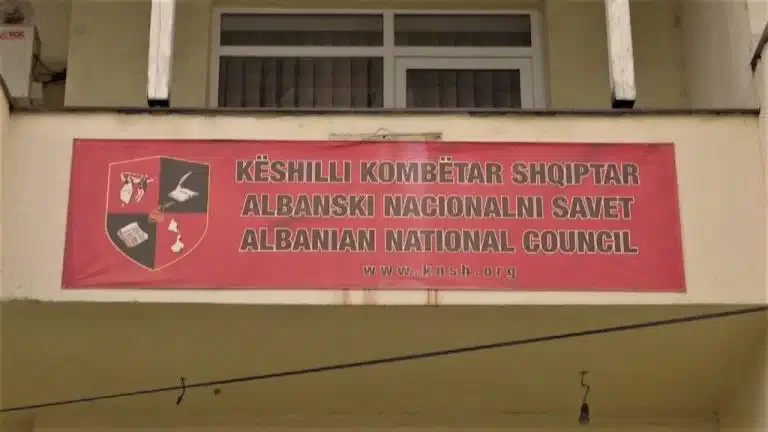 KËSHILLI KOMBËTAR SHQIPTAR
ALBANSKI NACIONALNI SAVET
ALBANIAN NATIONAL COUNCIL
www.knsh.org